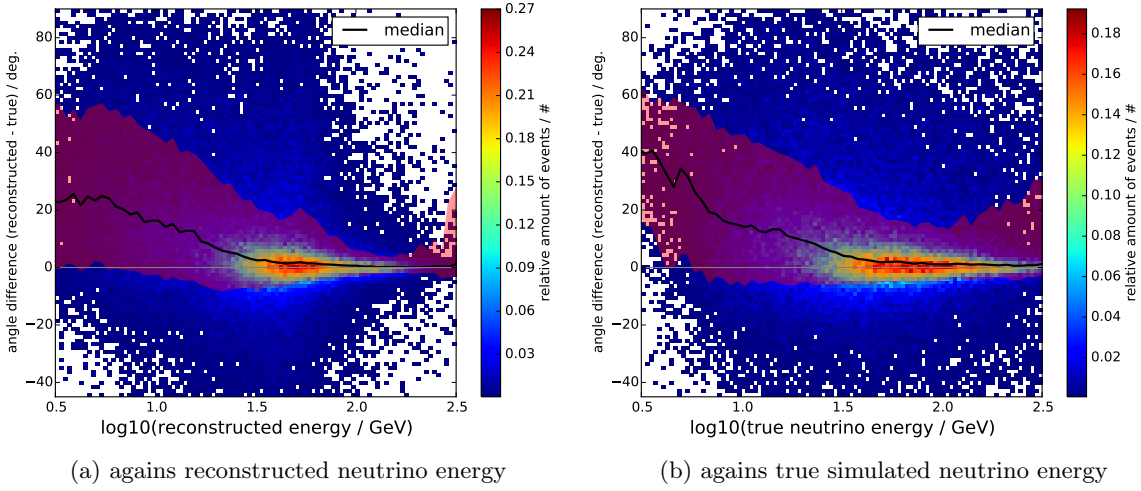 median
80
60
40
20
0
−20
−40
0.5 1.0 1.5 2.0 2.5
log10(reconstructed energy / GeV)
angle difference (reconstructed - true) / deg.
0.27
0.24
0.21
0.18
0.15
0.12
0.09
0.06
0.03
relative amount of events / #
(a) agains reconstructed neutrino energy
median
80
60
40
20
0
−20
−40
0.5 1.0 1.5 2.0 2.5
log10(true neutrino energy / GeV)
angle difference (reconstructed - true) / deg.
0.18
0.16
0.14
0.12
0.10
0.08
0.06
0.04
0.02
relative amount of events / #
(b) agains true simulated neutrino energy